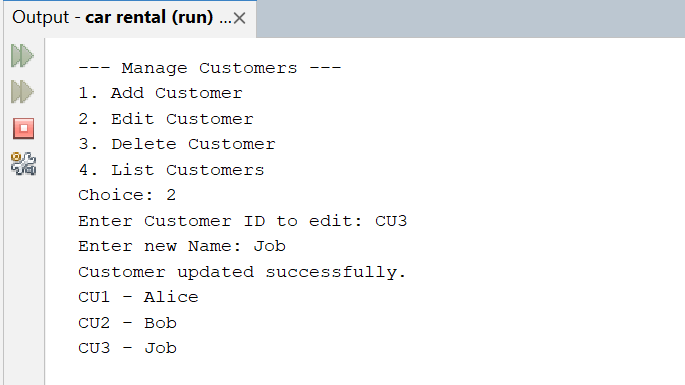 Output - car rental (run) ...
--- Manage Customers ---
1. Add Customer
2. Edit Customer
3. Delete Customer
4. List Customers
Choice: 2
Enter Customer ID to edit: CU3
Enter new Name: Job
Customer updated successfully.
CU1 - Alice
CU2 - Bob
CU3 - Job